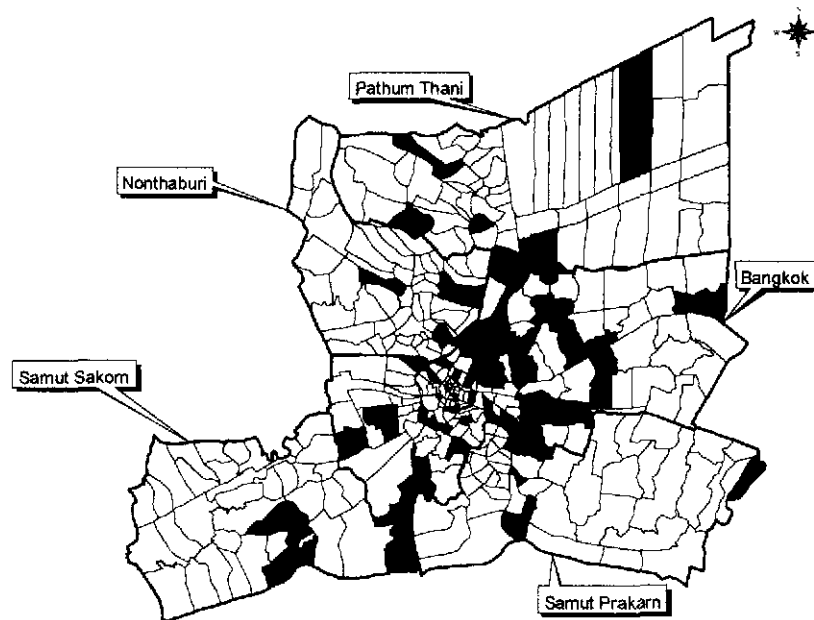 Pathum Thani
Nonthaburi
Bangkok
Samut Sakorn
Samut Prakarn
N
W
S